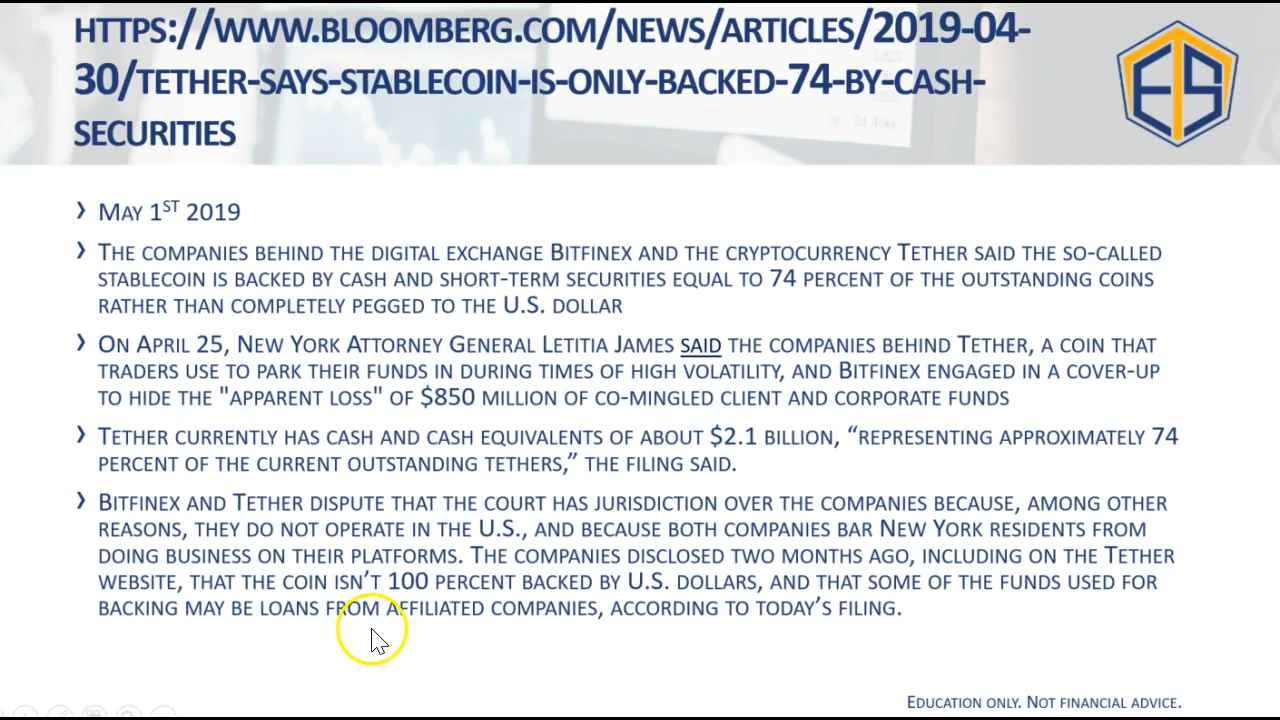 HTTPS://WWW.BLOOMBERG.COM/NEWS/ARTICLES/2019-04-
30/TETHER-SAYS-STABLECOIN-IS-ONLY-BACKED-74-BY-CASH-
SECURITIES
ES
› MAY 1ST 2019
› THE COMPANIES BEHIND THE DIGITAL EXCHANGE BITFINEX AND THE CRYPTOCURRENCY TETHER SAID THE SO-CALLED
STABLECOIN IS BACKED BY CASH AND SHORT-TERM SECURITIES EQUAL TO 74 PERCENT OF THE OUTSTANDING COINS
RATHER THAN COMPLETELY PEGGED TO THE U.S. DOLLAR
› ON APRIL 25, NEW YORK ATTORNEY GENERAL LETITIA JAMES SAID THE COMPANIES BEHIND TETHER, A COIN THAT
TRADERS USE TO PARK THEIR FUNDS IN DURING TIMES OF HIGH VOLATILITY, AND BITFINEX ENGAGED IN A COVER-UP
TO HIDE THE "APPARENT LOSS" OF $850 MILLION OF CO-MINGLED CLIENT AND CORPORATE FUNDS
› TETHER CURRENTLY HAS CASH AND CASH EQUIVALENTS OF ABOUT $2.1 BILLION, “REPRESENTING APPROXIMATELY 74
PERCENT OF THE CURRENT OUTSTANDING TETHERS,” THE FILING SAID.
› BITFINEX AND TETHER DISPUTE THAT THE COURT HAS JURISDICTION OVER THE COMPANIES BECAUSE, AMONG OTHER
REASONS, THEY DO NOT OPERATE IN THE U.S., AND BECAUSE BOTH COMPANIES BAR NEW YORK RESIDENTS FROM
DOING BUSINESS ON THEIR PLATFORMS. THE COMPANIES DISCLOSED TWO MONTHS AGO, INCLUDING ON THE TETHER
WEBSITE, THAT THE COIN ISN’T 100 PERCENT BACKED BY U.S. DOLLARS, AND THAT SOME OF THE FUNDS USED FOR
BACKING MAY BE LOANS FROM AFFILIATED COMPANIES, ACCORDING TO TODAY’S FILING.
EDUCATION ONLY. NOT FINANCIAL ADVICE.